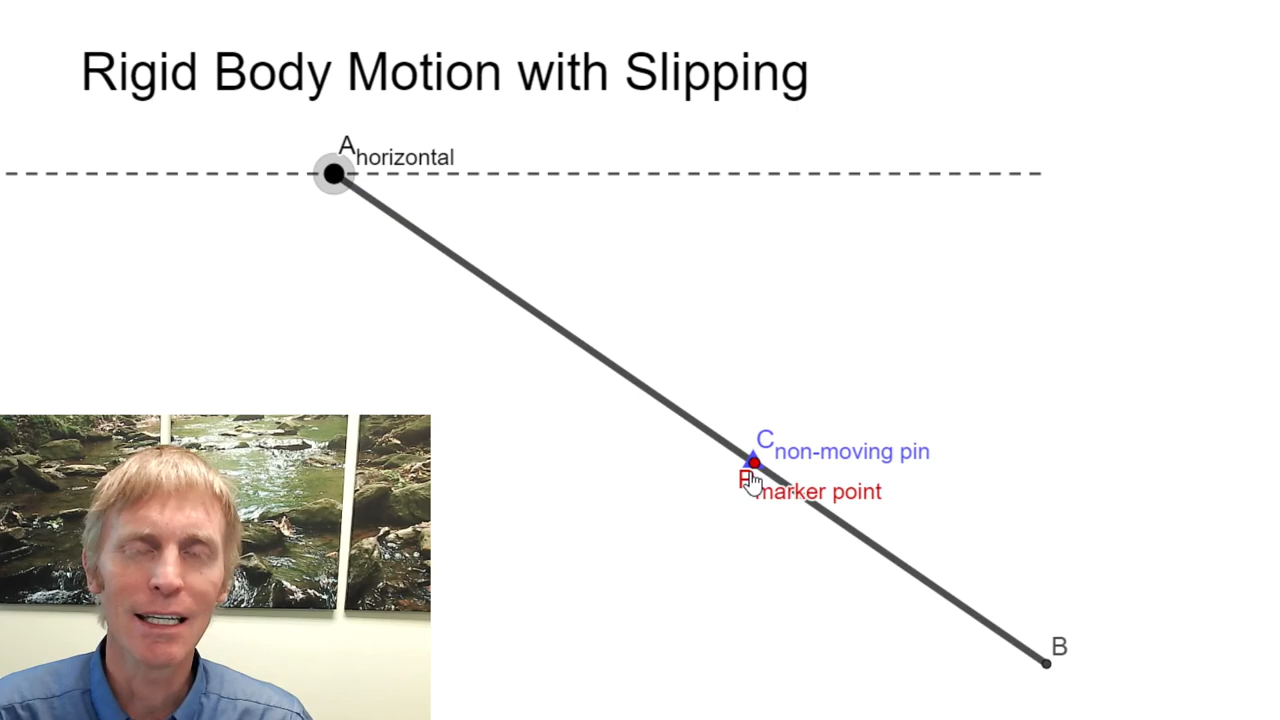 Rigid Body Motion with Slipping
A horizontal
C non-moving pin
marker point
B